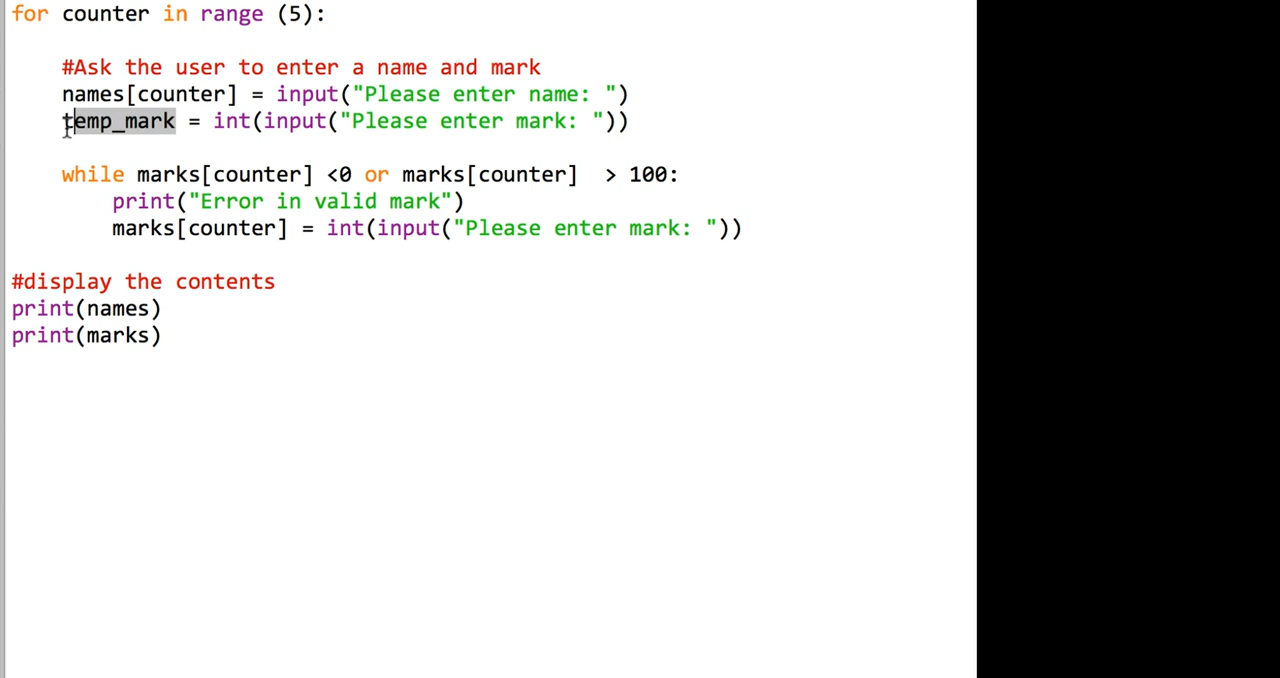 for counter in range (5):
#Ask the user to enter a name and mark
names[counter] = input("Please enter name: ")
temp_mark = int(input("Please enter mark: "))
while marks[counter] <0 or marks[counter]  > 100:
print("Error in valid mark")
marks[counter] = int(input("Please enter mark: "))
#display the contents
print(names)
print(marks)